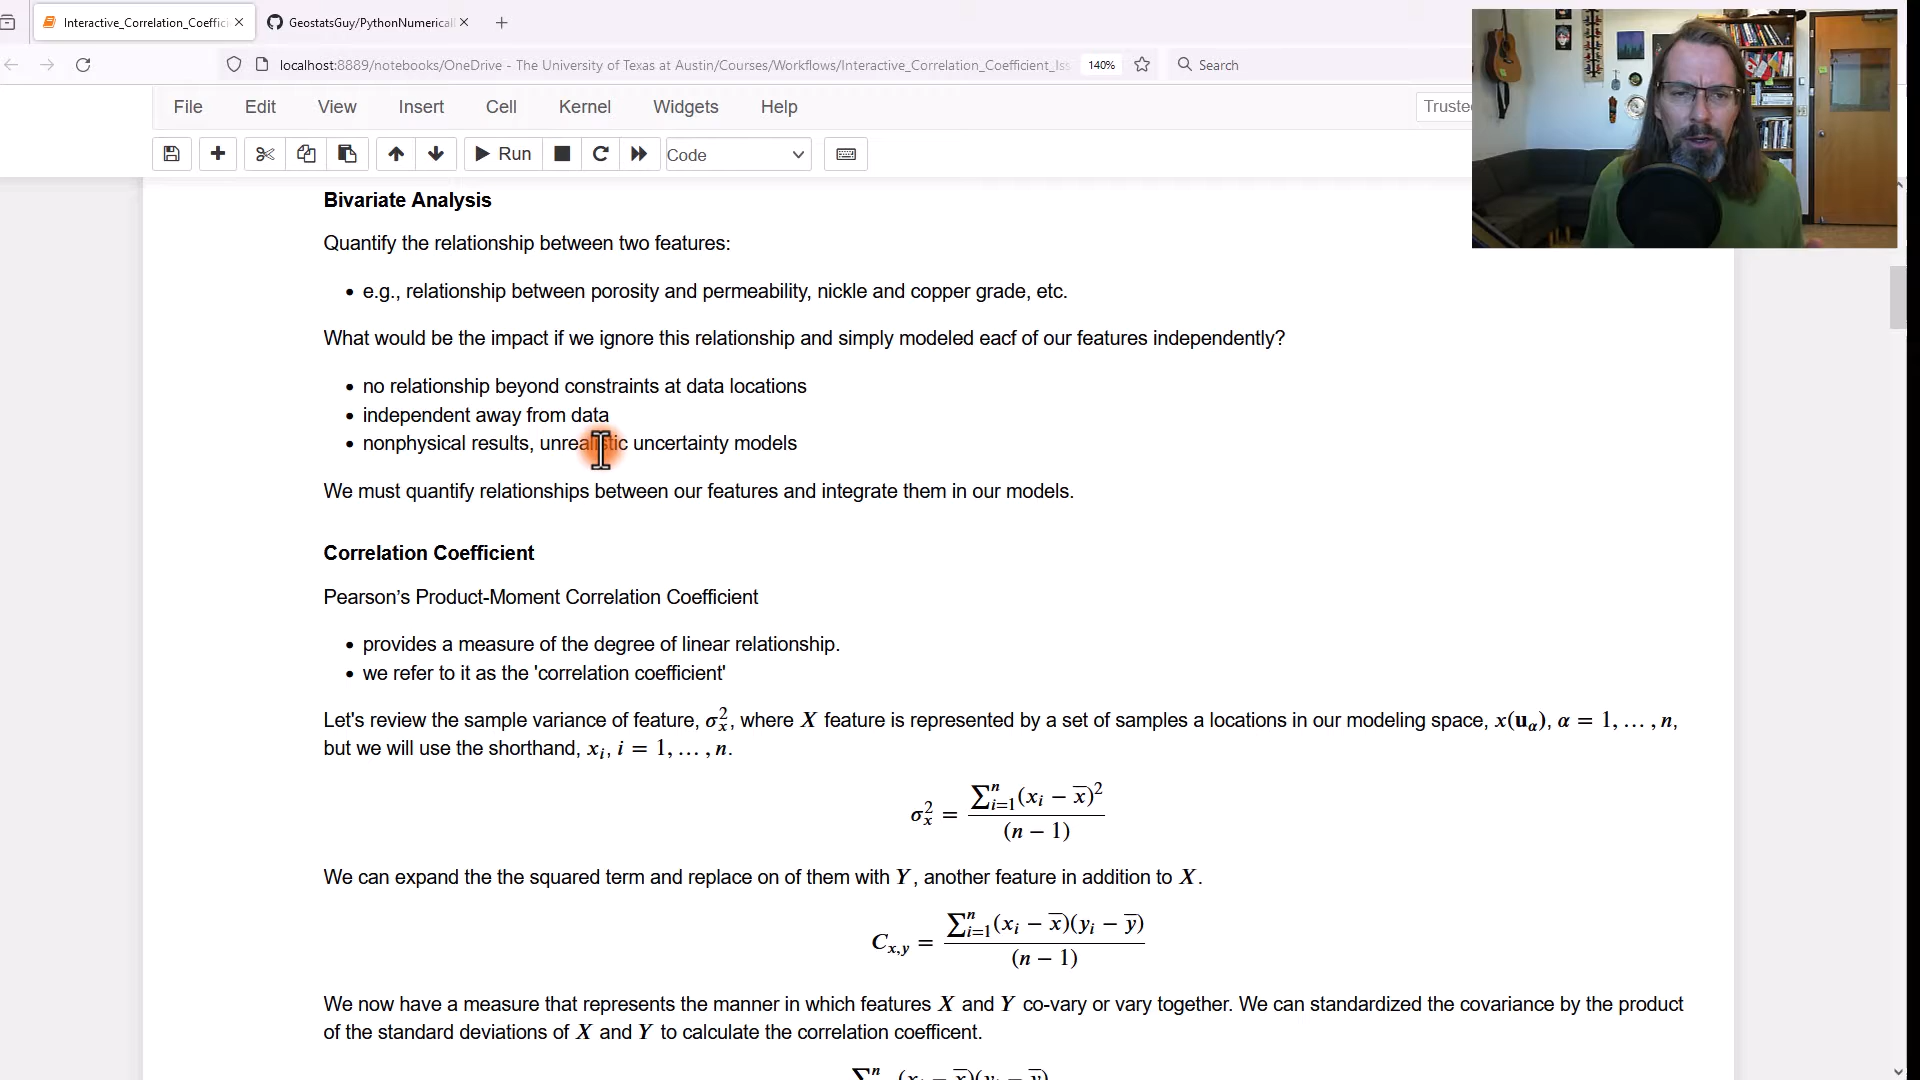 Interactive_Correlation_Coeffici
GeostatsGuy/PythonNumerical
localhost:8889/notebooks/OneDrive - The University of Texas at Austin/Courses/Workflows/Interactive_Correlation_Coefficient_Iss
140%
Search
File Edit View Insert Cell Kernel Widgets Help
Truste
Run
Code
Bivariate Analysis
Quantify the relationship between two features:
• e.g., relationship between porosity and permeability, nickle and copper grade, etc.
What would be the impact if we ignore this relationship and simply modeled eacf of our features independently?
• no relationship beyond constraints at data locations
• independent away from data
• nonphysical results, unrealistic uncertainty models
We must quantify relationships between our features and integrate them in our models.
Correlation Coefficient
Pearson’s Product-Moment Correlation Coefficient
• provides a measure of the degree of linear relationship.
• we refer to it as the 'correlation coefficient'
Let's review the sample variance of feature, σ²ₓ, where X feature is represented by a set of samples a locations in our modeling space, x(u_α), α = 1, … , n,
but we will use the shorthand, xᵢ, i = 1, … , n.
σ²ₓ = ∑ⁿᵢ₌₁(xᵢ − x̅)² / (n − 1)
We can expand the the squared term and replace on of them with Y, another feature in addition to X.
C_{x,y} = ∑ⁿᵢ₌₁(xᵢ − x̅)(yᵢ − y̅) / (n − 1)
We now have a measure that represents the manner in which features X and Y co-vary or vary together. We can standardized the covariance by the product
of the standard deviations of X and Y to calculate the correlation coefficent.
∑ⁿ (xᵢ − x̅)(yᵢ − y̅)